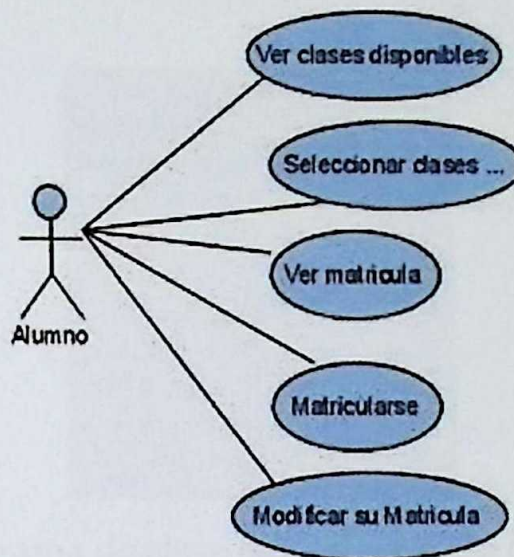 Ver clases disponibles
Seleccionar clases ...
Ver matricula
Alumno
Matricularse
Modificar su Matricula